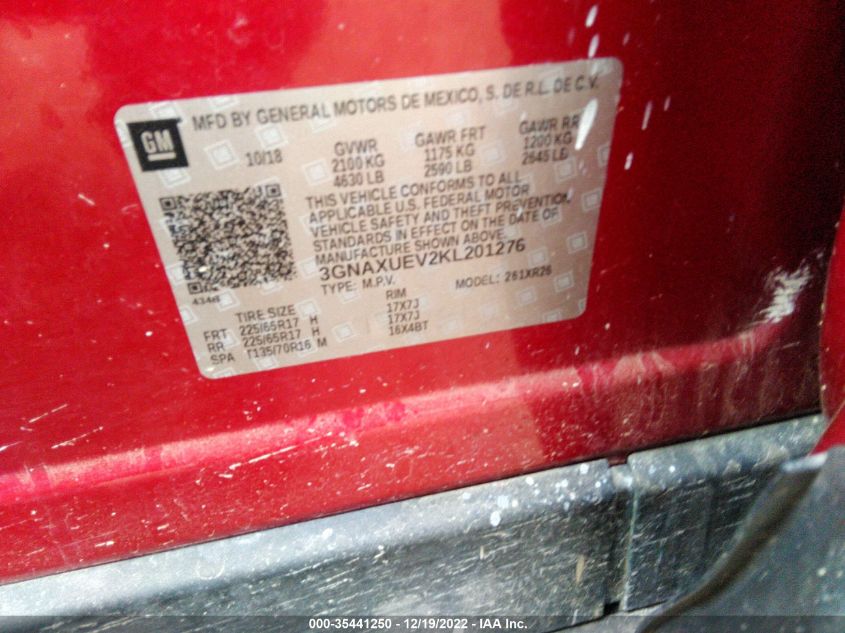 MFD BY GENERAL MOTORS DE MEXICO, S. DE R.L. DE C.V.
GM
10/18
GVWR GAWR FRT GAWR RR
2100 KG 1175 KG 1200 KG
4630 LB 2590 LB 2645 LB
THIS VEHICLE CONFORMS TO ALL
APPLICABLE U.S. FEDERAL MOTOR
VEHICLE SAFETY AND THEFT PREVENTION
STANDARDS IN EFFECT ON THE DATE OF
MANUFACTURE SHOWN ABOVE.
3GNAXUEV2KL201276
TYPE: M.P.V. MODEL: 261XR26
TIRE SIZE RIM
FRT 225/65R17 H 17X7J
RR 225/65R17 H 17X7J
SPA T135/70R16 M 16X4BT
000-35441250 - 12/19/2022 - IAA Inc.